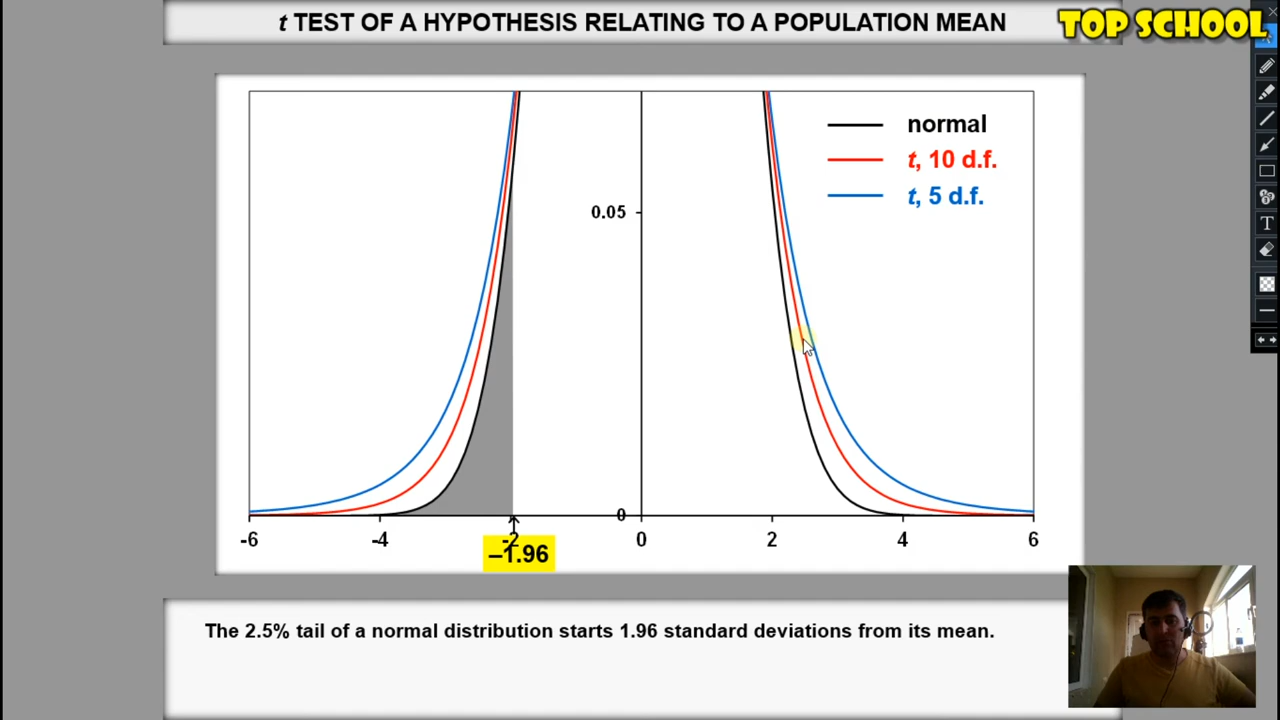 t TEST OF A HYPOTHESIS RELATING TO A POPULATION MEAN
TOP SCHOOL
normal
t, 10 d.f.
t, 5 d.f.
0.05
0
-6 -4 -2 0 2 4 6
–1.96
The 2.5% tail of a normal distribution starts 1.96 standard deviations from its mean.
T